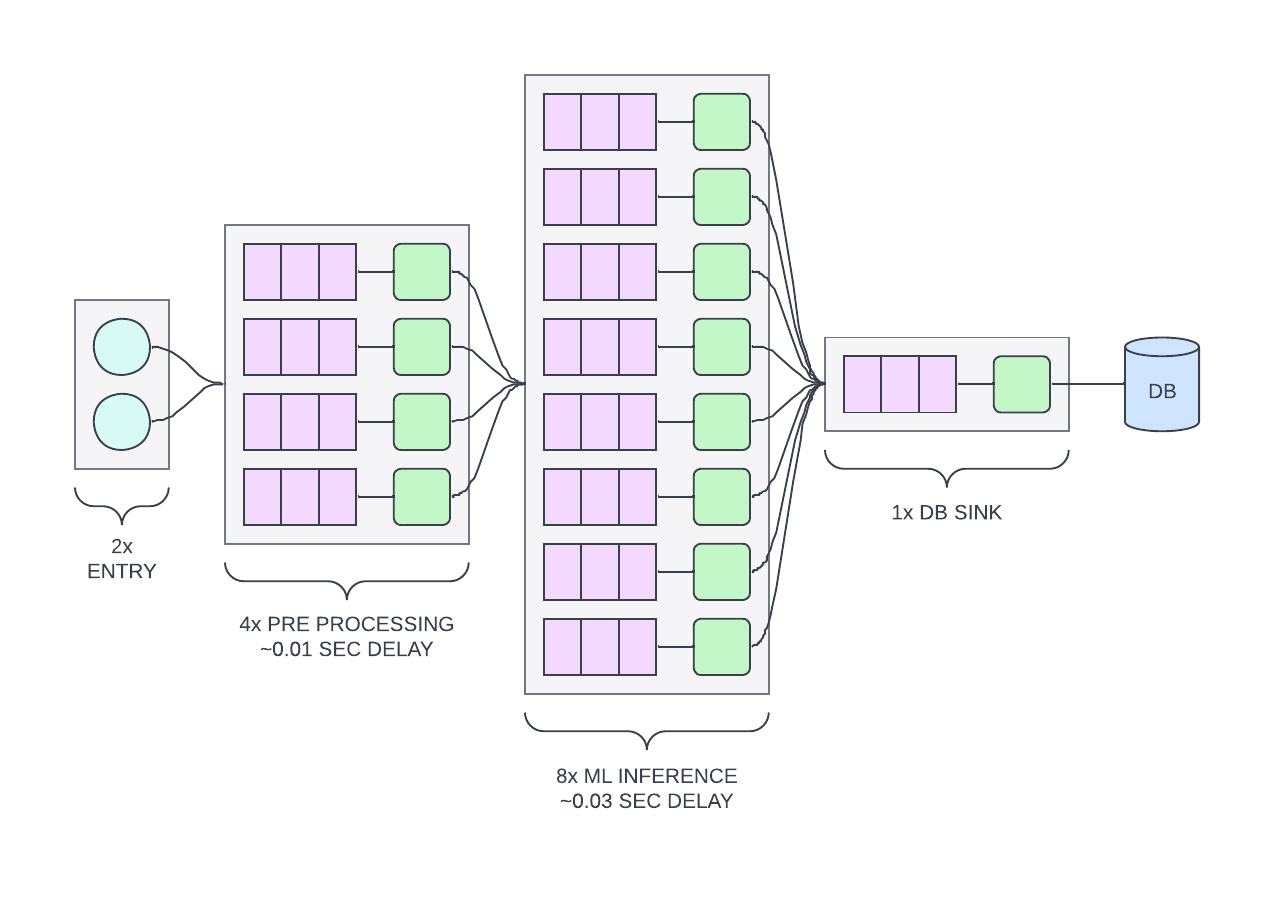 2x
ENTRY
4x PRE PROCESSING
~0.01 SEC DELAY
8x ML INFERENCE
~0.03 SEC DELAY
1x DB SINK
DB